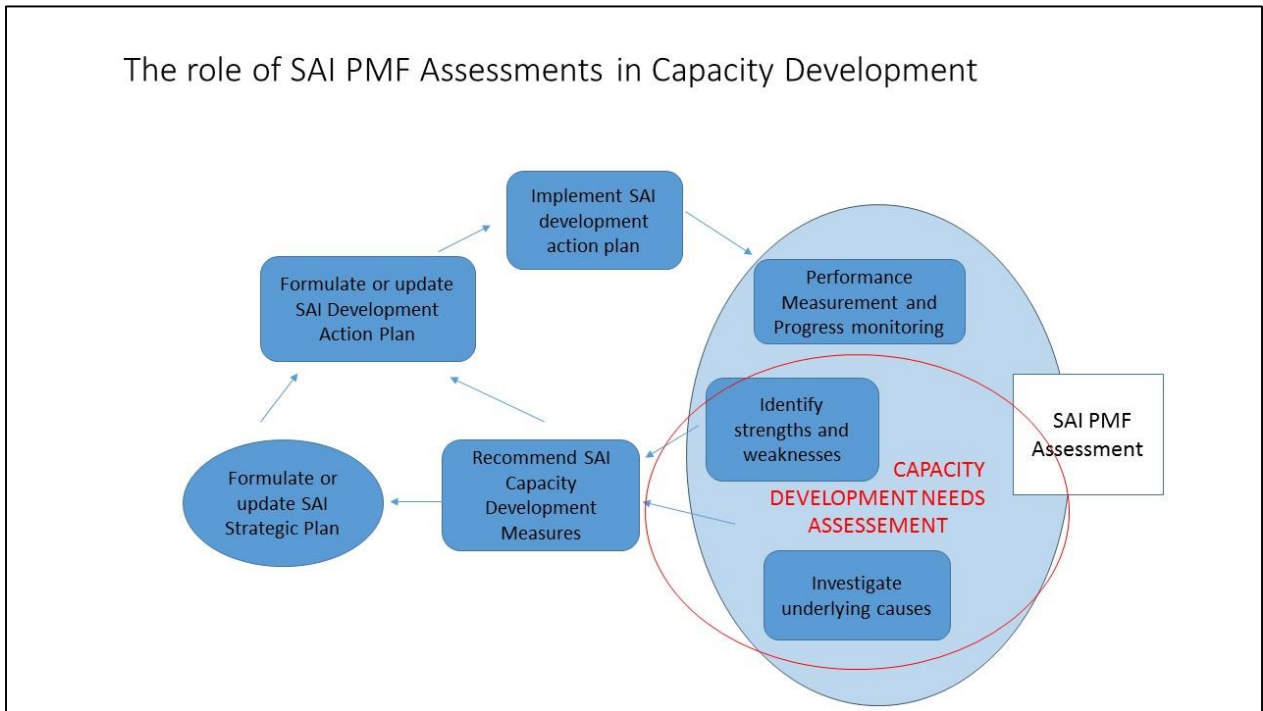 The role of SAI PMF Assessments in Capacity Development
Implement SAI
development
action plan
Formulate or update
SAI Development
Action Plan
Performance
Measurement and
Progress monitoring
Identify
strengths and
weaknesses
SAI PMF
Assessment
Formulate or
update SAI
Strategic Plan
Recommend SAI
Capacity
Development
Measures
CAPACITY
DEVELOPMENT NEEDS
ASSESSEMENT
Investigate
underlying causes